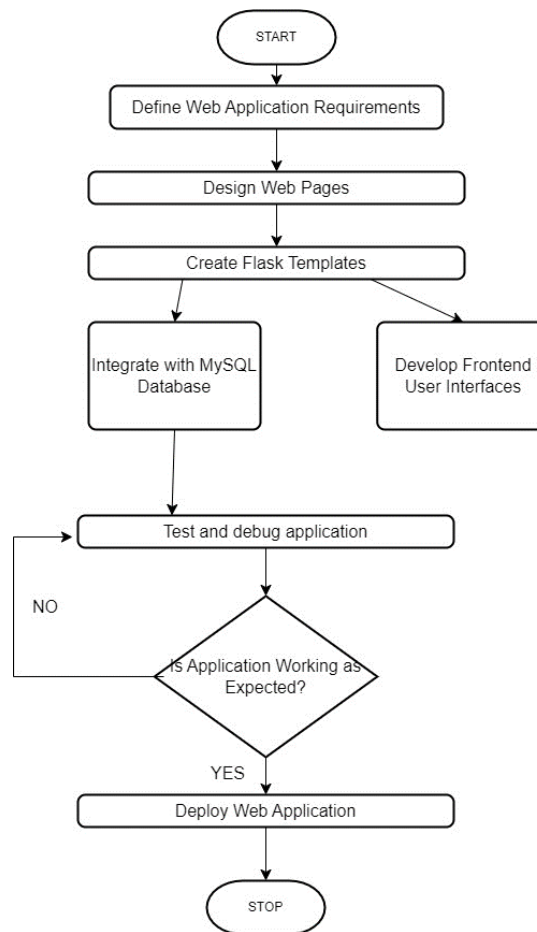 START
Define Web Application Requirements
Design Web Pages
Create Flask Templates
Integrate with MySQL
Database
Develop Frontend
User Interfaces
Test and debug application
NO
Is Application Working as
Expected?
YES
Deploy Web Application
STOP